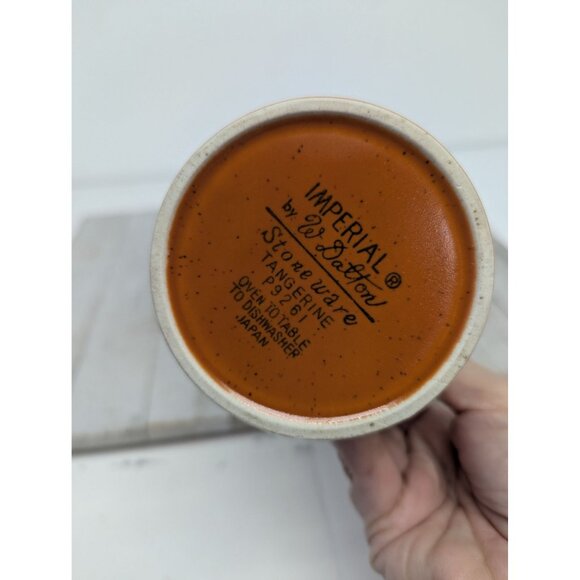 IMPERIAL®
by W Dalton
Stoneware
TANGERINE
P9261
OVEN TO TABLE
TO DISHWASHER
JAPAN